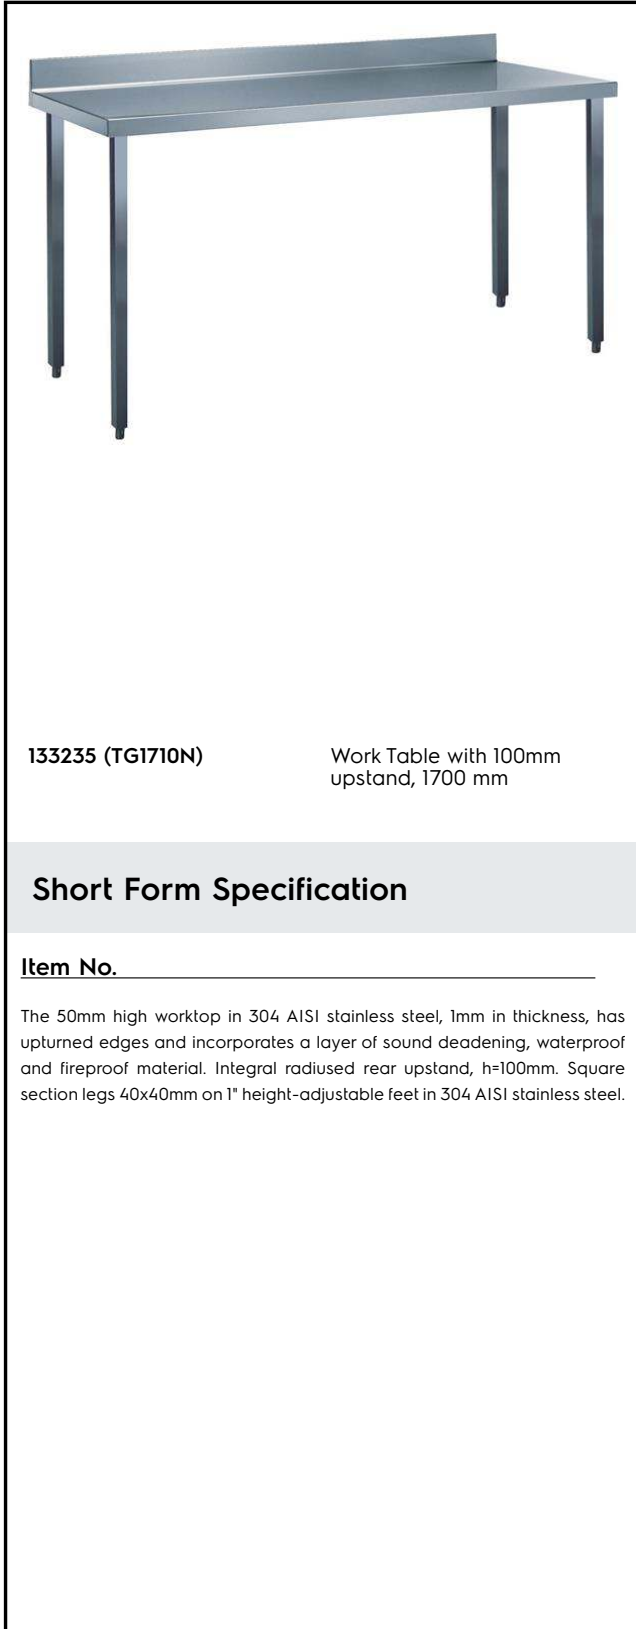 133235 (TG1710N)
Work Table with 100mm
upstand, 1700 mm
Short Form Specification
Item No.
The 50mm high worktop in 304 AISI stainless steel, 1mm in thickness, has
upturned edges and incorporates a layer of sound deadening, waterproof
and fireproof material. Integral radiused rear upstand, h=100mm. Square
section legs 40x40mm on 1" height-adjustable feet in 304 AISI stainless steel.